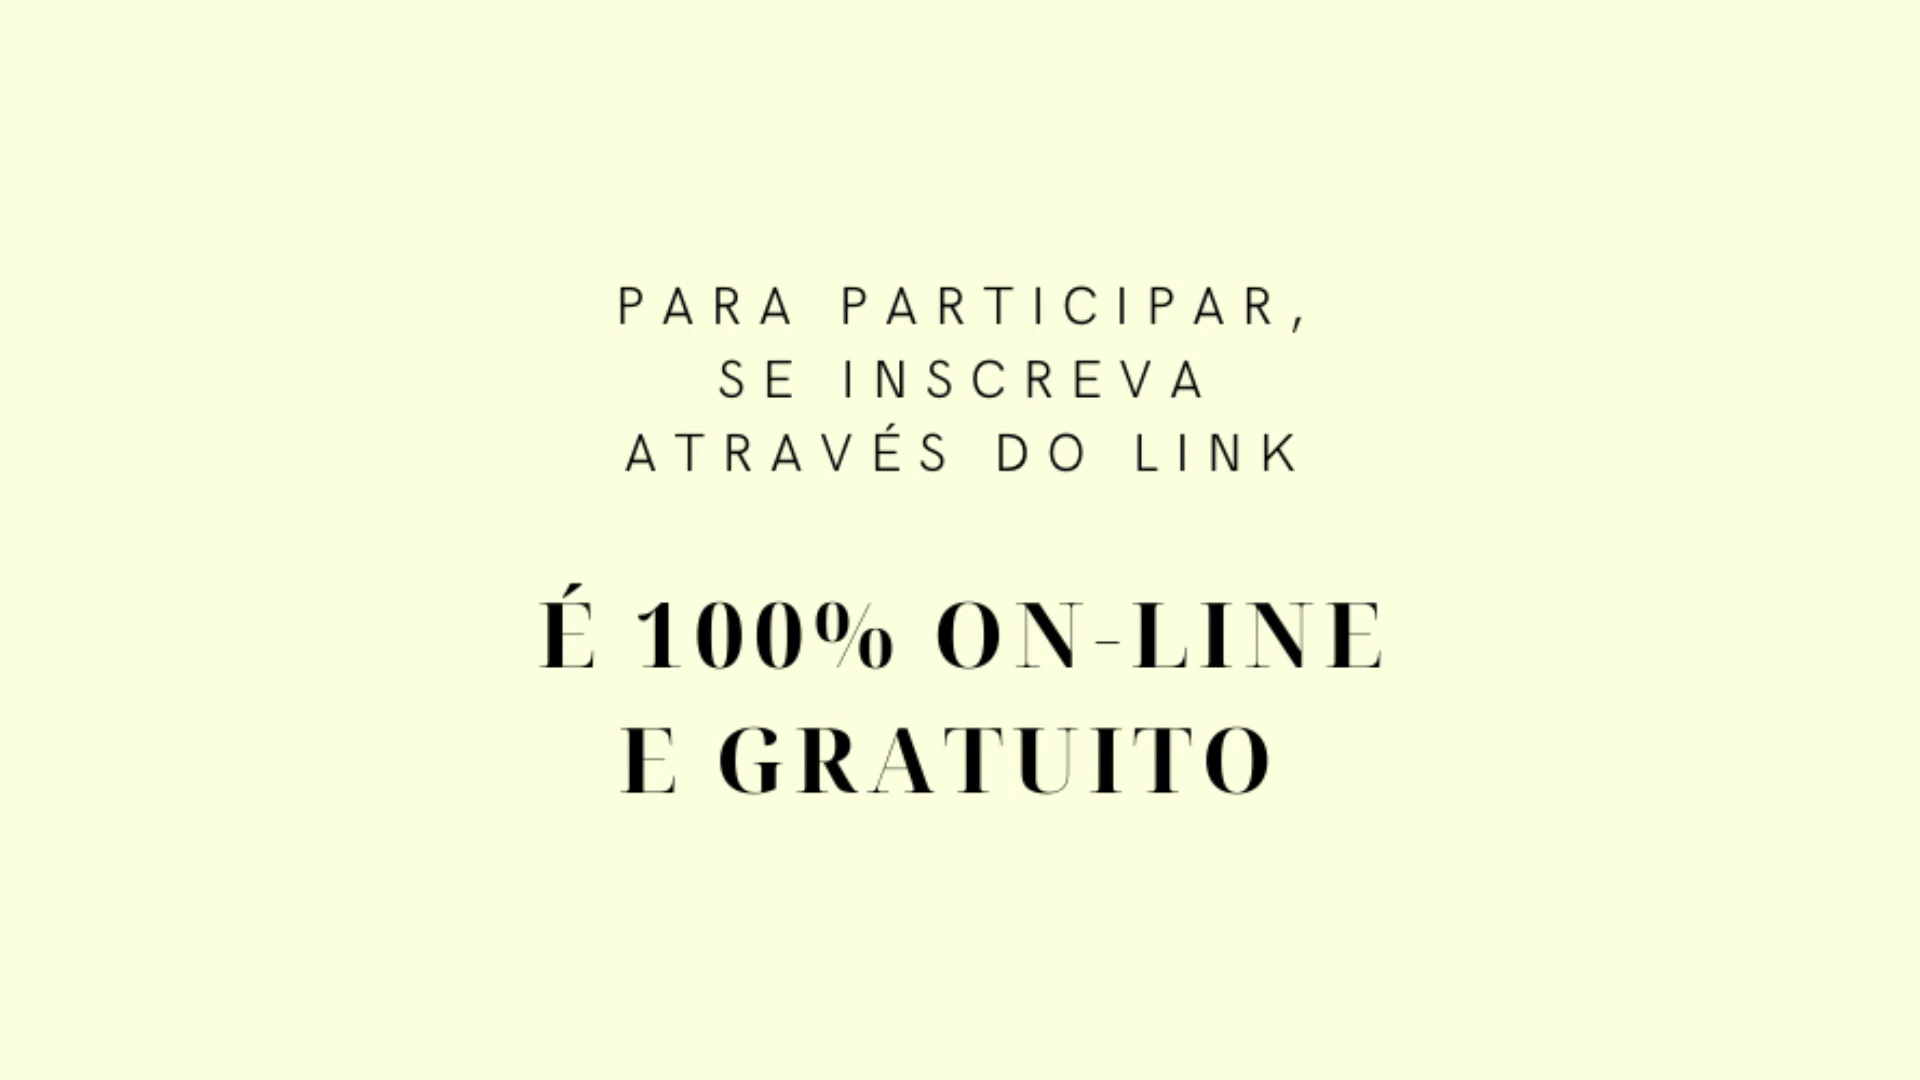 PARA PARTICIPAR,
SE INSCREVA
ATRAVÉS DO LINK
É 100% ON-LINE
E GRATUITO